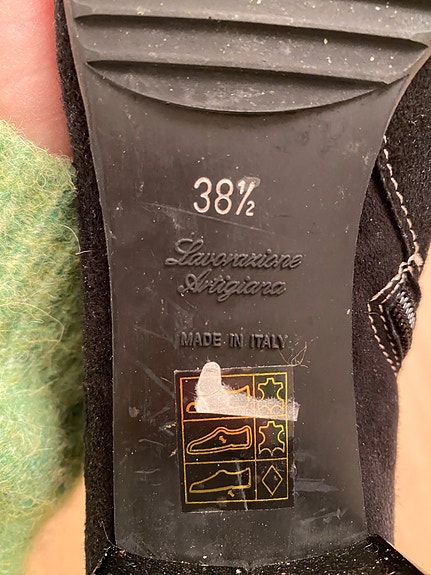 38½
Lavorazione
Artigiana
MADE IN ITALY